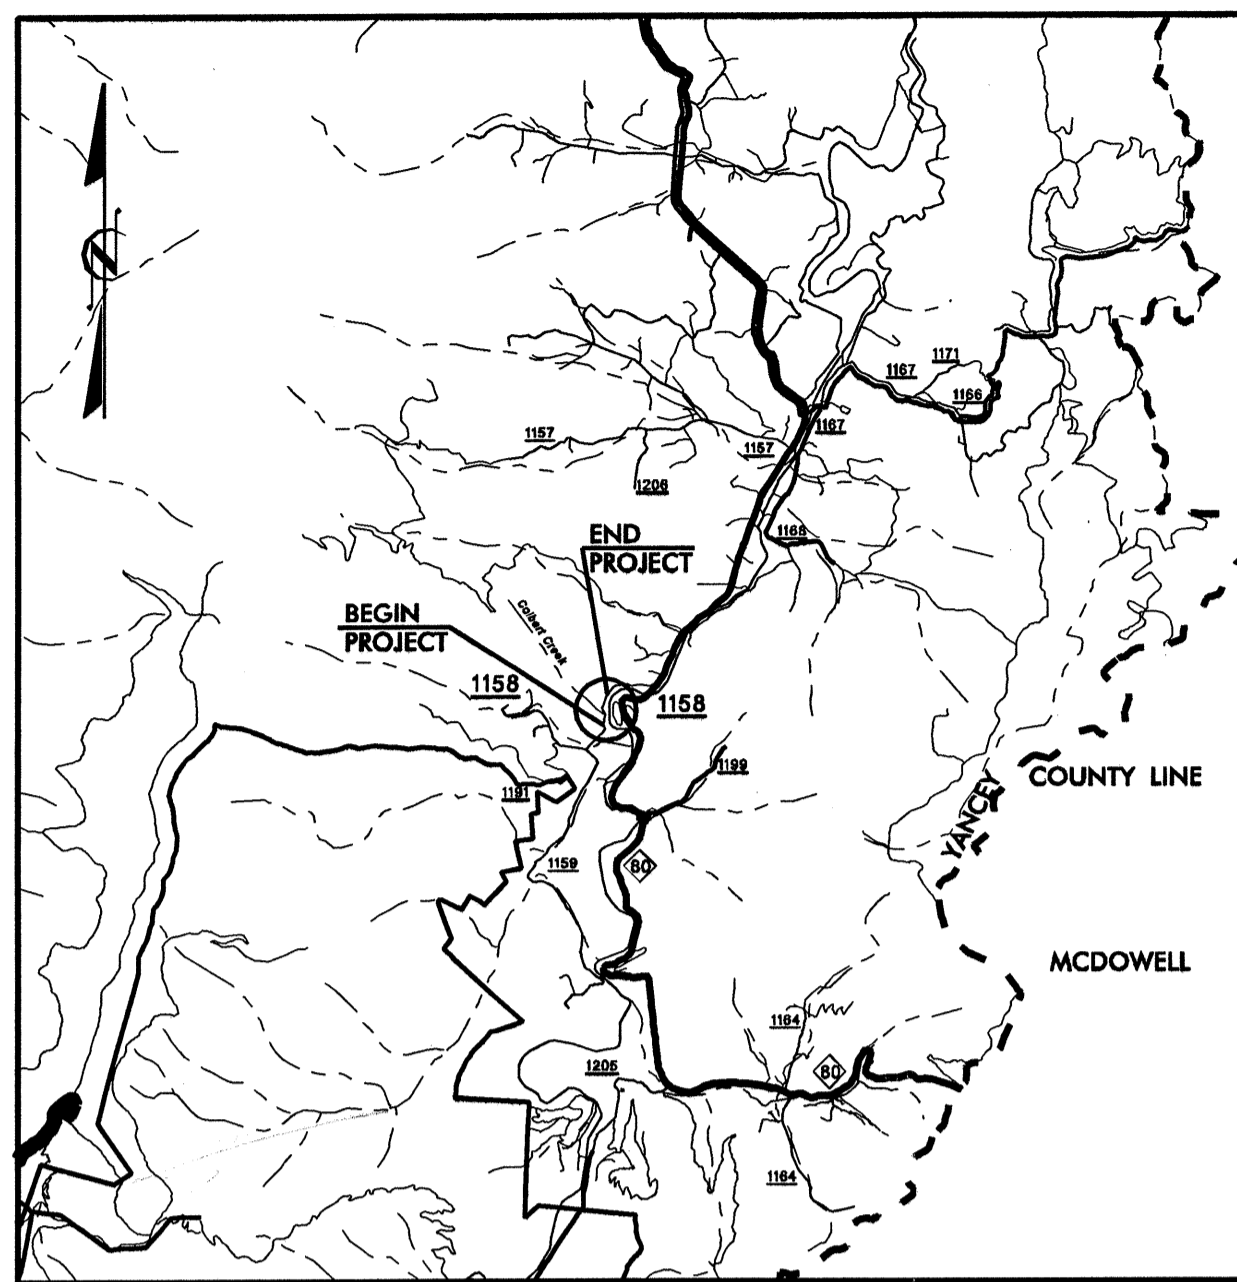 N
1171
1167
1166
1157
1157
1167
1206
END
PROJECT
1168
Colbert Creek
BEGIN
PROJECT
1158
1158
1199
COUNTY LINE
YANCEY
1191
1159
80
MCDOWELL
1164
1205
80
1164